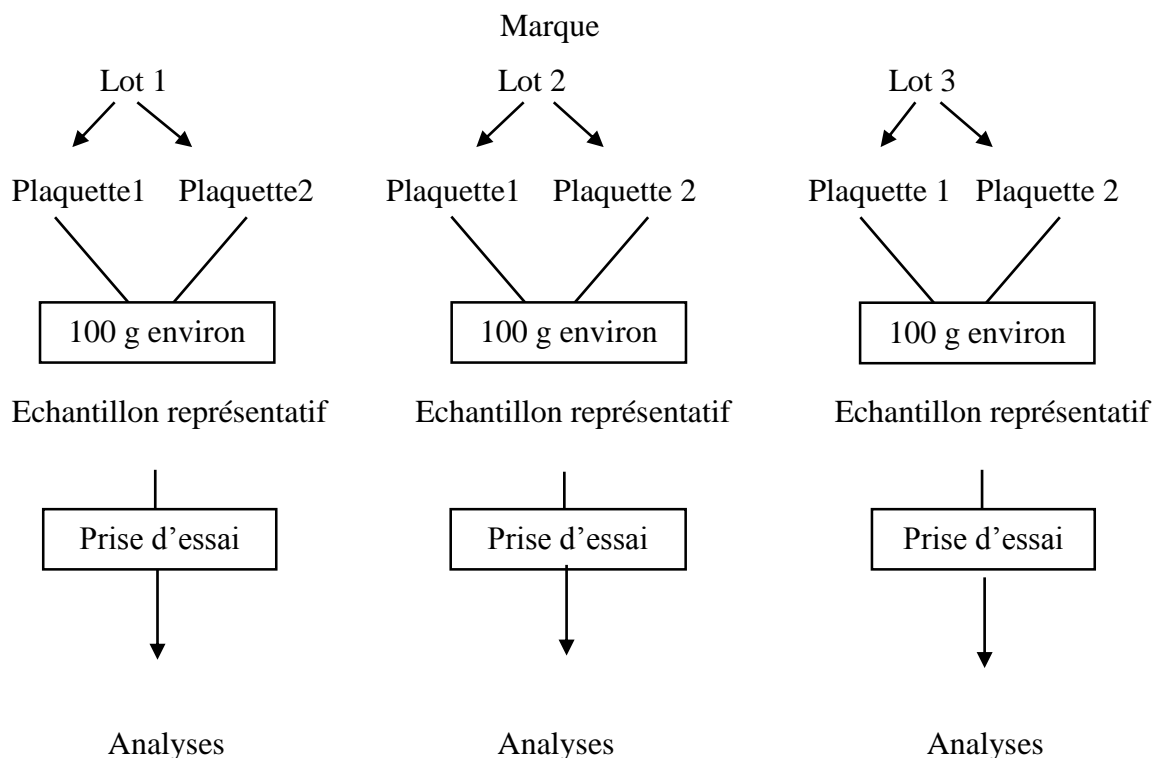 Marque
Lot 1 Lot 2 Lot 3
Plaquette1 Plaquette2 Plaquette1 Plaquette 2 Plaquette 1 Plaquette 2
100 g environ 100 g environ 100 g environ
Echantillon représentatif Echantillon représentatif Echantillon représentatif
Prise d’essai Prise d’essai Prise d’essai
Analyses Analyses Analyses